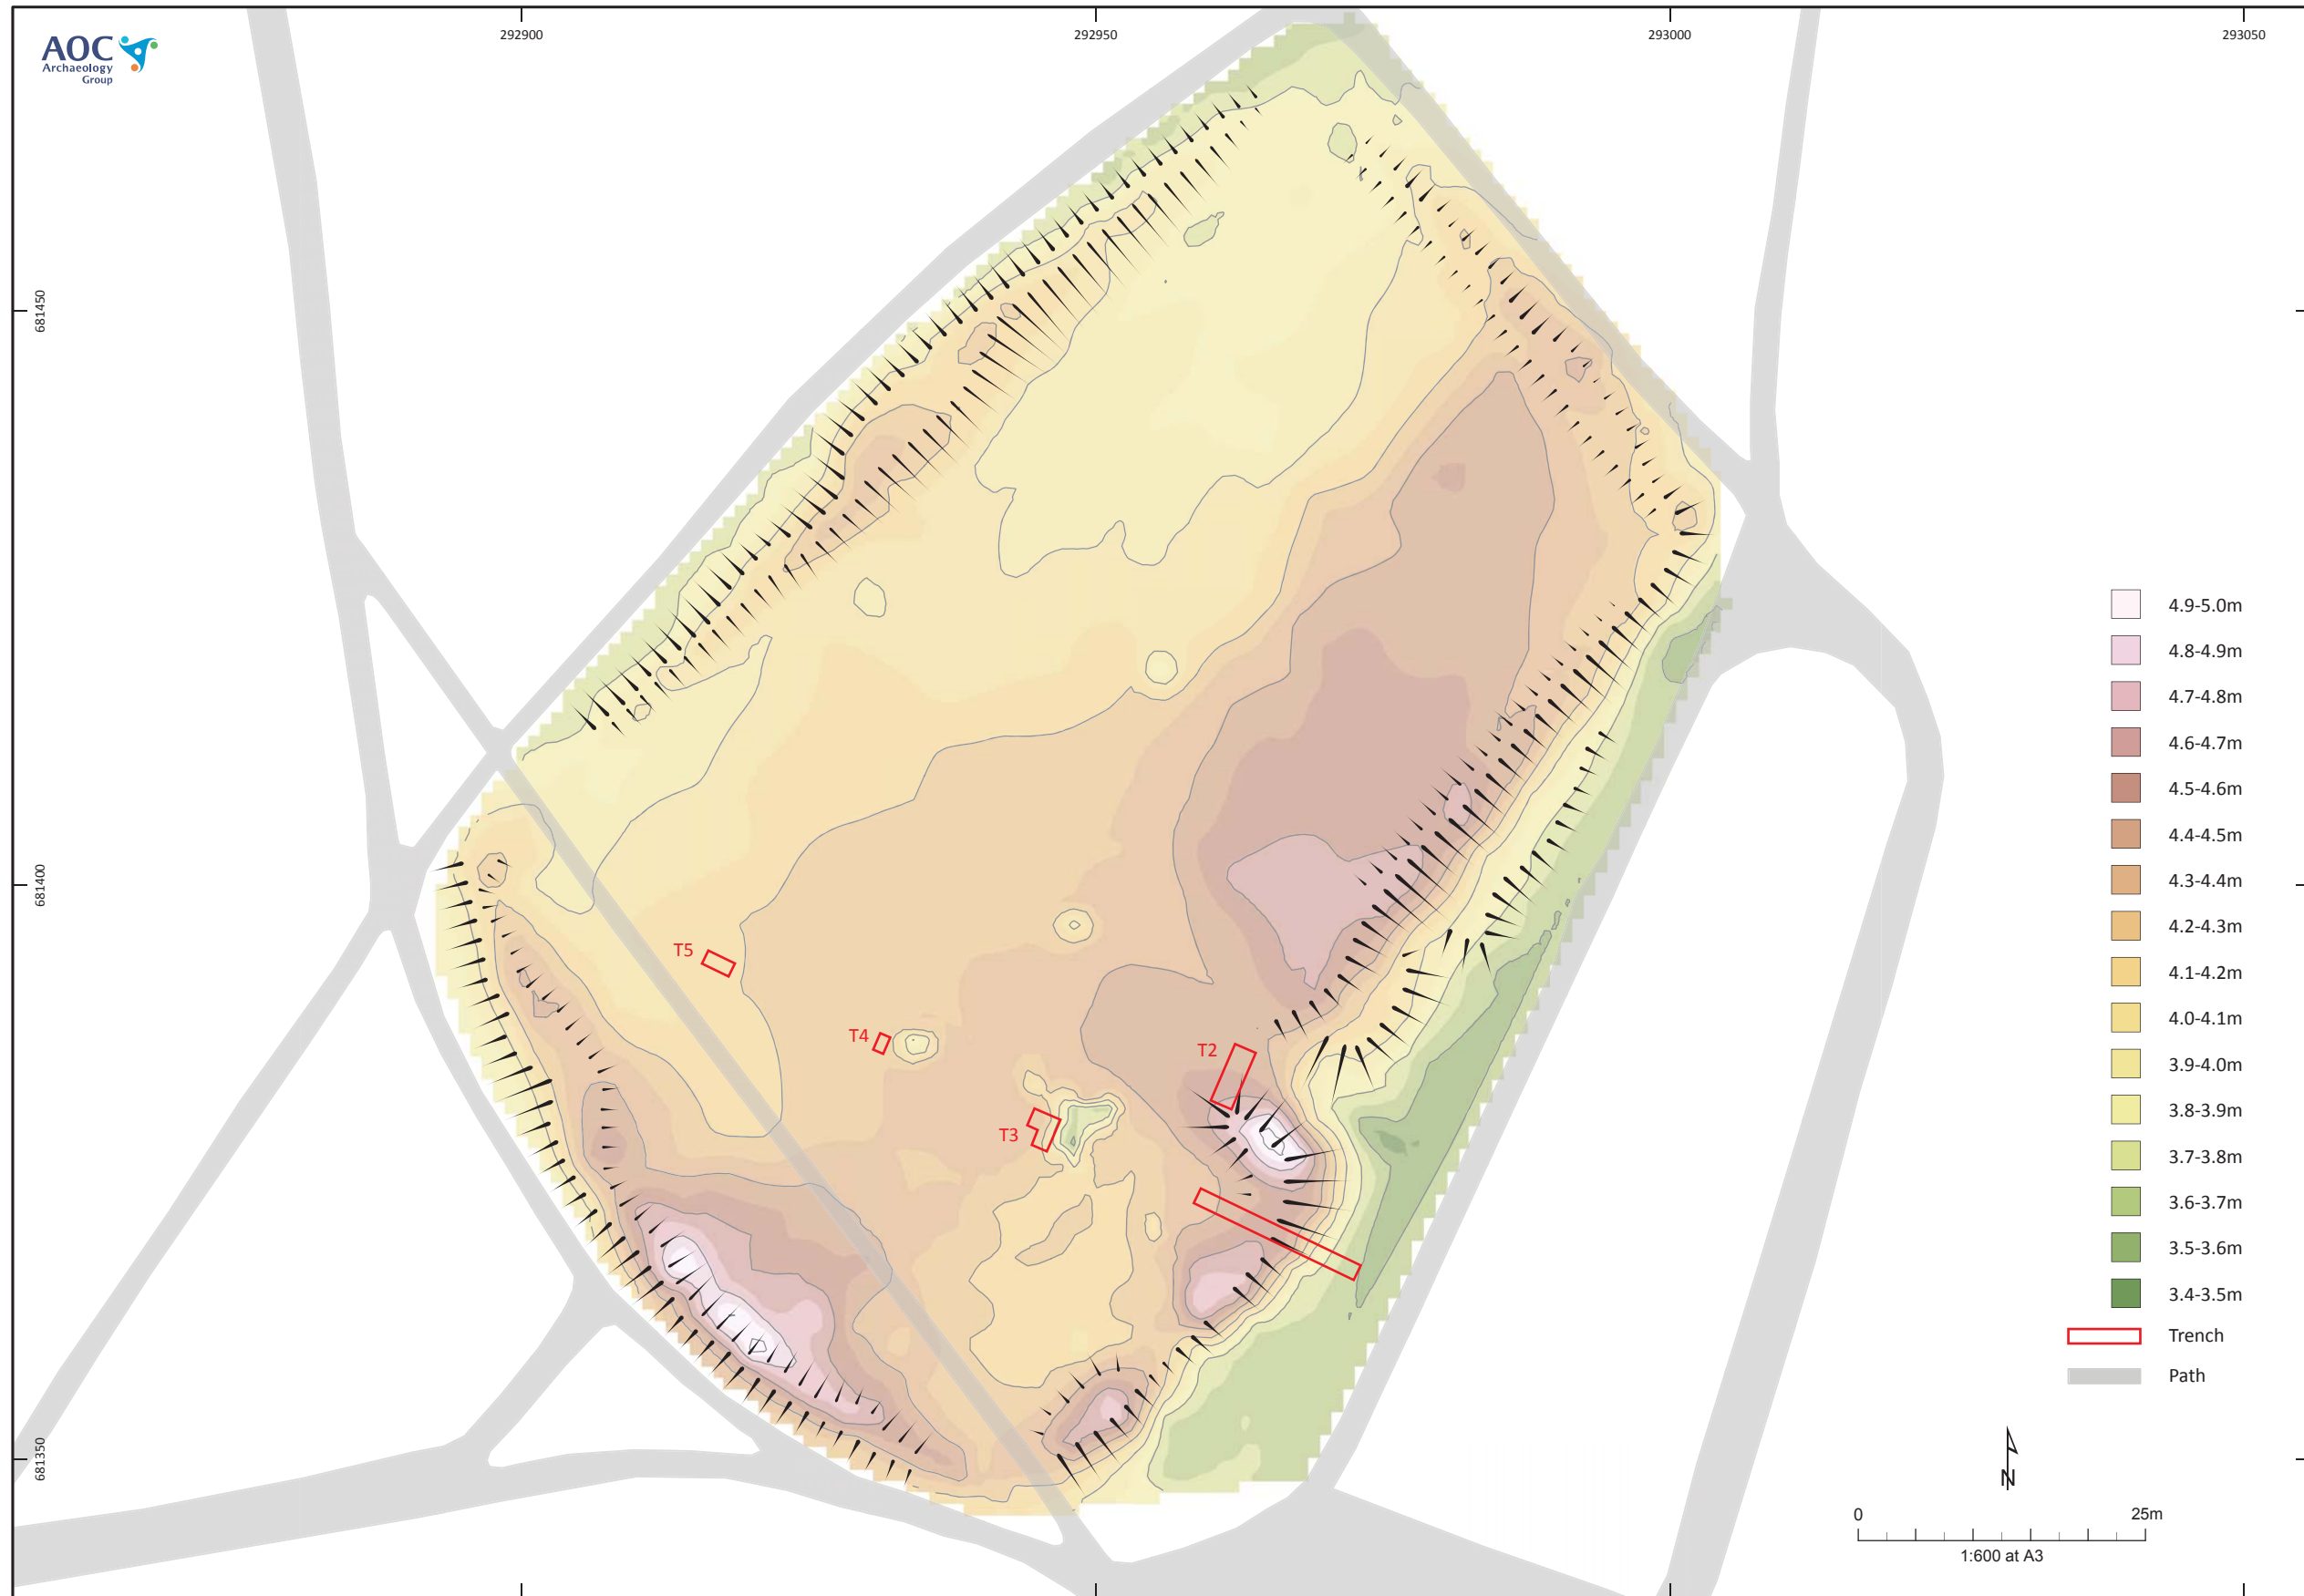 AOC
Archaeology
Group
292900
292950
293000
293050
681450
681400
681350
T5
T4
T3
T2
4.9-5.0m
4.8-4.9m
4.7-4.8m
4.6-4.7m
4.5-4.6m
4.4-4.5m
4.3-4.4m
4.2-4.3m
4.1-4.2m
4.0-4.1m
3.9-4.0m
3.8-3.9m
3.7-3.8m
3.6-3.7m
3.5-3.6m
3.4-3.5m
Trench
Path
N
0 25m
1:600 at A3